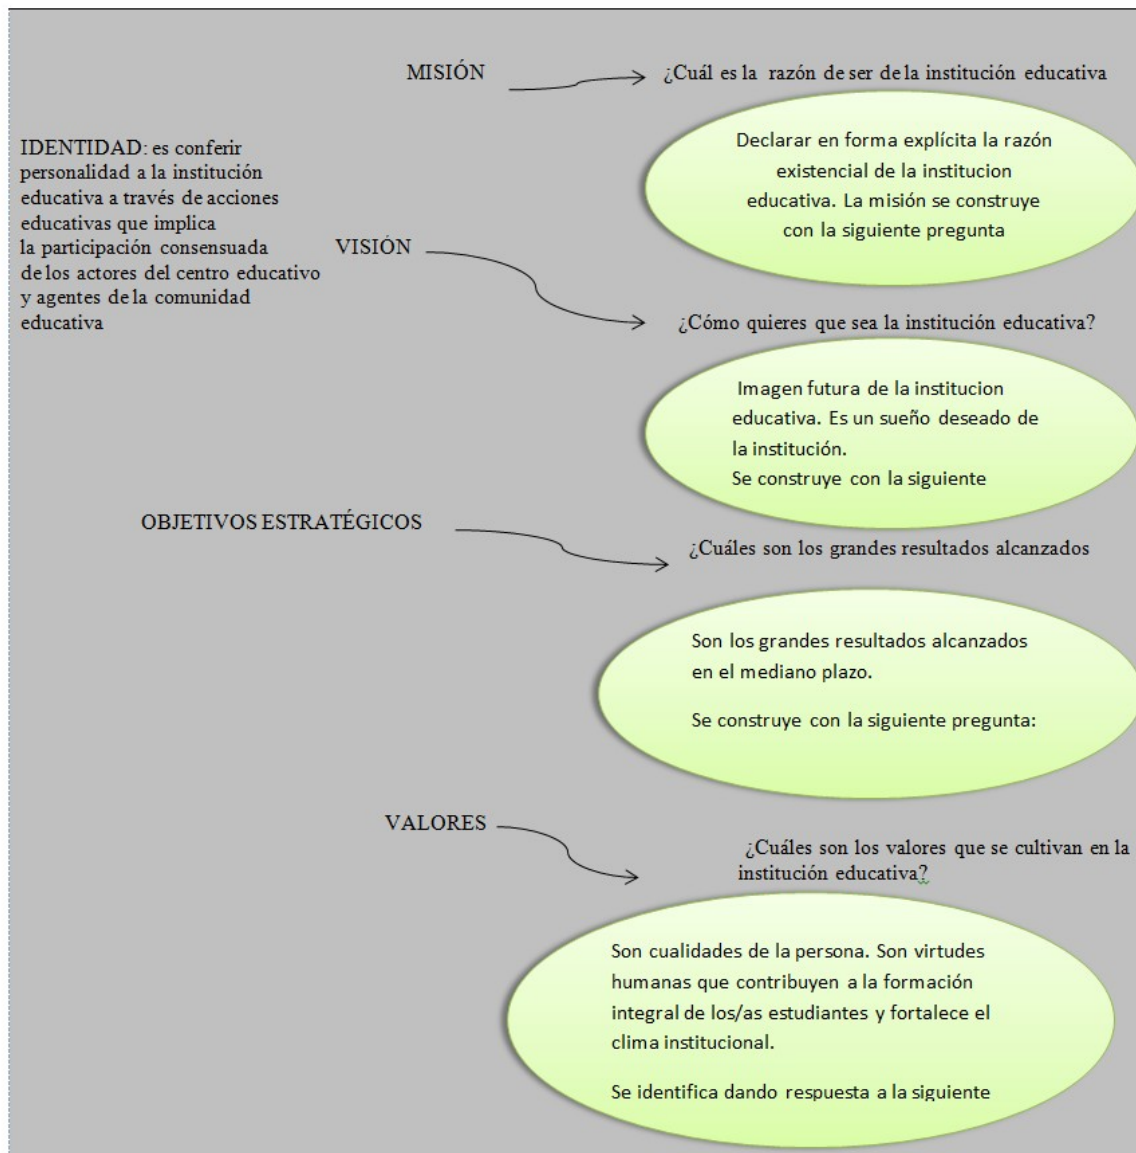 MISIÓN
¿Cuál es la razón de ser de la institución educativa
Declarar en forma explícita la razón
existencial de la institucion
educativa. La misión se construye
con la siguiente pregunta
IDENTIDAD: es conferir
personalidad a la institución
educativa a través de acciones
educativas que implica
la participación consensuada
de los actores del centro educativo
y agentes de la comunidad
educativa
VISIÓN
¿Cómo quieres que sea la institución educativa?
Imagen futura de la institucion
educativa. Es un sueño deseado de
la institución.
Se construye con la siguiente
OBJETIVOS ESTRATÉGICOS
¿Cuáles son los grandes resultados alcanzados
Son los grandes resultados alcanzados
en el mediano plazo.
Se construye con la siguiente pregunta:
VALORES
¿Cuáles son los valores que se cultivan en la
institución educativa?
Son cualidades de la persona. Son virtudes
humanas que contribuyen a la formación
integral de los/as estudiantes y fortalece el
clima institucional.
Se identifica dando respuesta a la siguiente